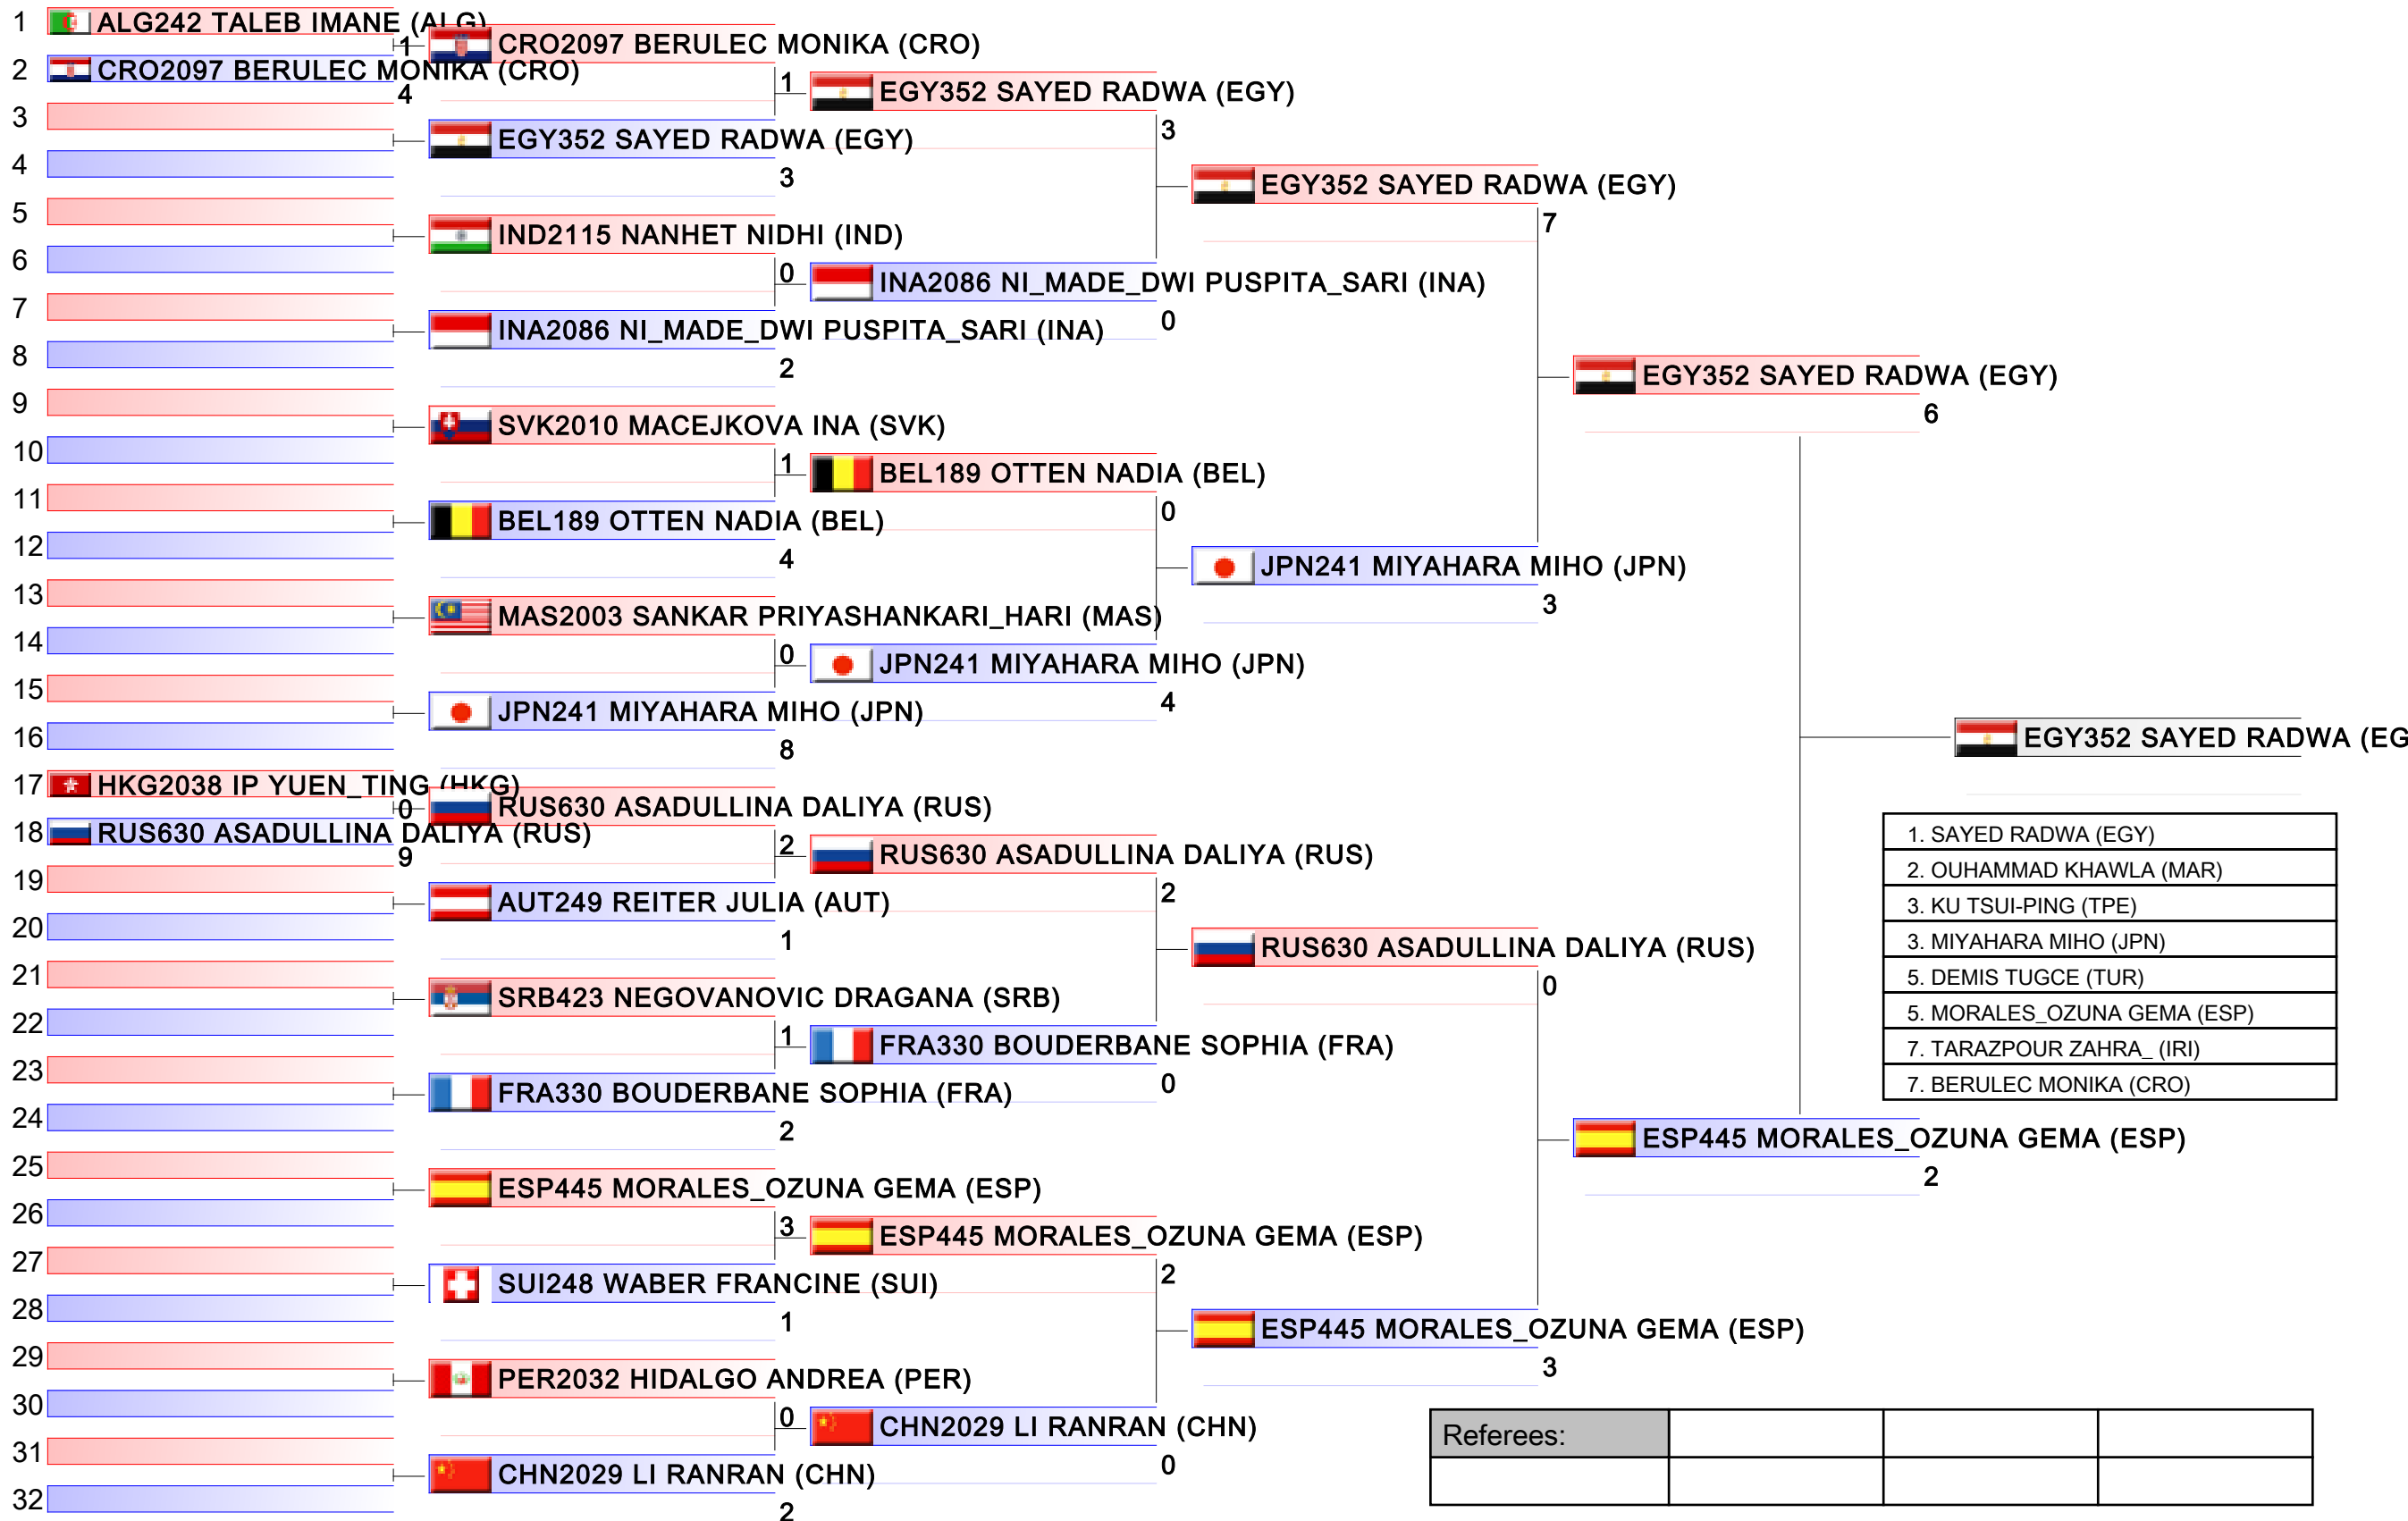 1 ALG242 TALEB IMANE (ALG)
1
2 CRO2097 BERULEC MONIKA (CRO)
4
3
4
5
6
7
8
9
10
11
12
13
14
15
16
17 HKG2038 IP YUEN_TING (HKG)
0
18 RUS630 ASADULLINA DALIYA (RUS)
9
19
20
21
22
23
24
25
26
27
28
29
30
31
32
CRO2097 BERULEC MONIKA (CRO)
1
EGY352 SAYED RADWA (EGY)
3
IND2115 NANHET NIDHI (IND)
0
INA2086 NI_MADE_DWI PUSPITA_SARI (INA)
2
SVK2010 MACEJKOVA INA (SVK)
1
BEL189 OTTEN NADIA (BEL)
4
MAS2003 SANKAR PRIYASHANKARI_HARI (MAS)
0
JPN241 MIYAHARA MIHO (JPN)
8
RUS630 ASADULLINA DALIYA (RUS)
2
AUT249 REITER JULIA (AUT)
1
SRB423 NEGOVANOVIC DRAGANA (SRB)
1
FRA330 BOUDERBANE SOPHIA (FRA)
2
ESP445 MORALES_OZUNA GEMA (ESP)
3
SUI248 WABER FRANCINE (SUI)
1
PER2032 HIDALGO ANDREA (PER)
0
CHN2029 LI RANRAN (CHN)
2
EGY352 SAYED RADWA (EGY)
3
INA2086 NI_MADE_DWI PUSPITA_SARI (INA)
0
BEL189 OTTEN NADIA (BEL)
0
JPN241 MIYAHARA MIHO (JPN)
4
RUS630 ASADULLINA DALIYA (RUS)
2
FRA330 BOUDERBANE SOPHIA (FRA)
0
ESP445 MORALES_OZUNA GEMA (ESP)
2
CHN2029 LI RANRAN (CHN)
0
EGY352 SAYED RADWA (EGY)
7
JPN241 MIYAHARA MIHO (JPN)
3
RUS630 ASADULLINA DALIYA (RUS)
0
ESP445 MORALES_OZUNA GEMA (ESP)
3
EGY352 SAYED RADWA (EGY)
6
ESP445 MORALES_OZUNA GEMA (ESP)
2
EGY352 SAYED RADWA (EG
1. SAYED RADWA (EGY)
2. OUHAMMAD KHAWLA (MAR)
3. KU TSUI-PING (TPE)
3. MIYAHARA MIHO (JPN)
5. DEMIS TUGCE (TUR)
5. MORALES_OZUNA GEMA (ESP)
7. TARAZPOUR ZAHRA_ (IRI)
7. BERULEC MONIKA (CRO)
Referees: